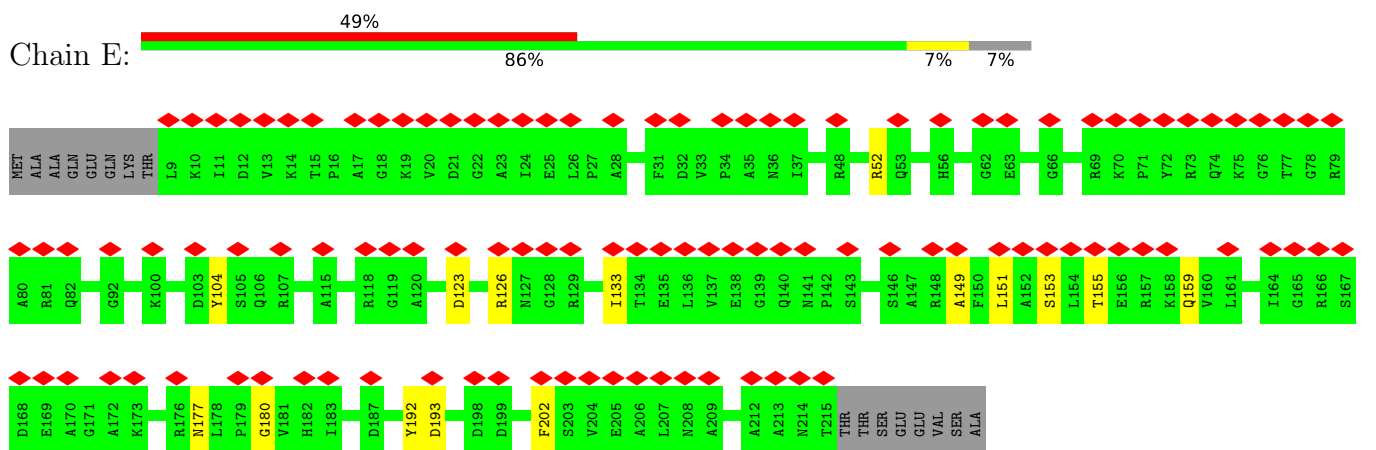 49%
Chain E:
86% 7% 7%
MET ALA ALA GLN GLU GLN LYS THR L9 K10 I11 D12 V13 K14 T15 P16 A17 G18 K19 V20 D21 G22 A23 I24 E25 L26 P27 A28 F31 D32 V33 P34 A35 N36 I37 R48 R52 Q53 H56 G62 E63 G66 R69 K70 P71 Y72 R73 Q74 K75 G76 T77 G78 R79
A80 R81 Q82 G92 K100 D103 Y104 S105 Q106 R107 A115 R118 G119 A120 D123 R126 N127 G128 R129 I133 T134 E135 L136 V137 E138 G139 Q140 N141 P142 S143 S146 A147 R148 A149 F150 L151 A152 S153 L154 T155 E156 R157 K158 Q159 V160 L161 I164 G165 R166 S167
D168 E169 A170 G171 A172 K173 R176 N177 L178 P179 G180 V181 H182 I183 D187 Y192 D193 D198 D199 F202 S203 V204 E205 A206 L207 N208 A209 A212 A213 N214 T215 THR THR SER GLU GLU VAL SER ALA